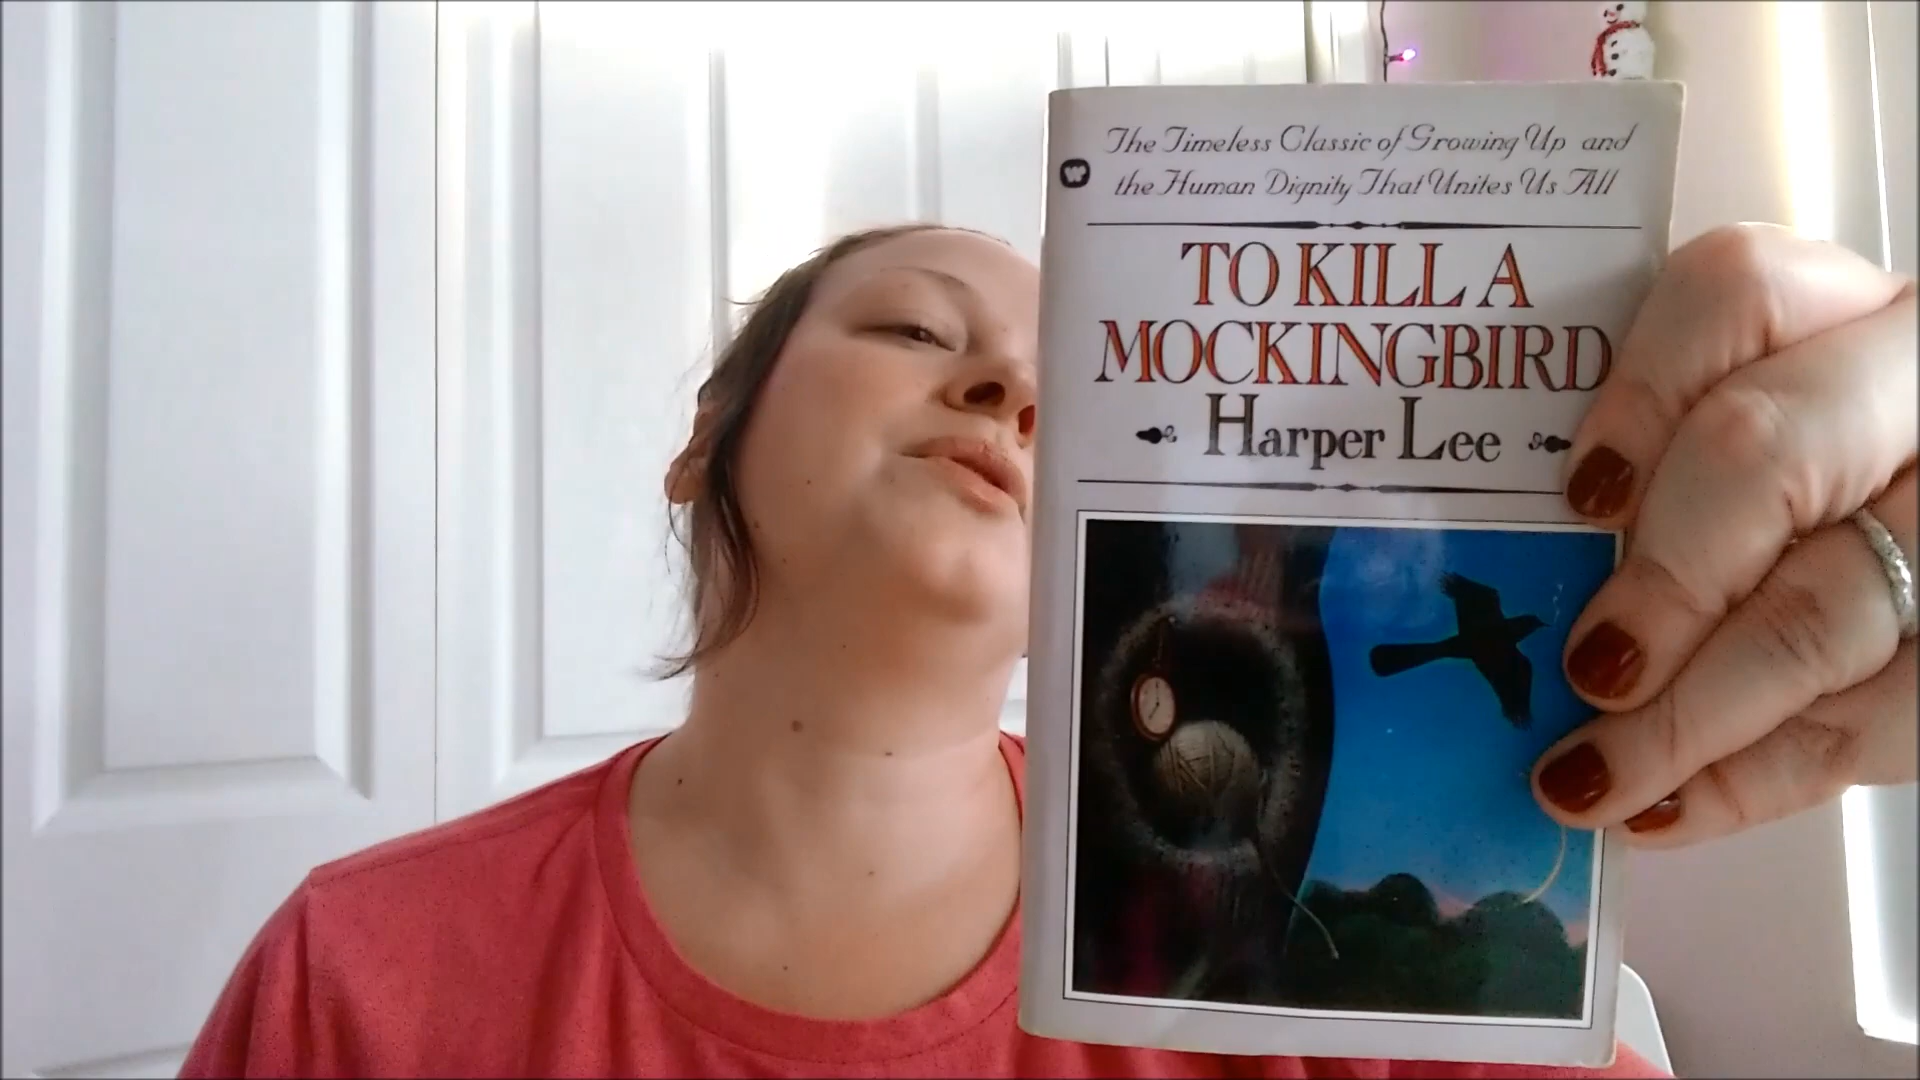 The Timeless Classic of Growing Up and
the Human Dignity That Unites Us All
W
TO KILL A
MOCKINGBIRD
Harper Lee